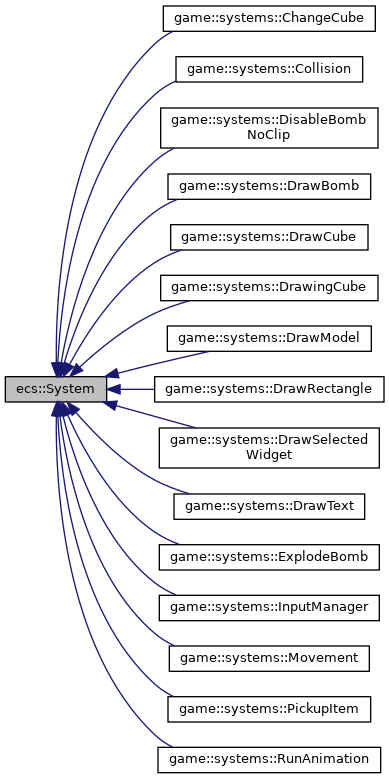 game::systems::ChangeCube
game::systems::Collision
game::systems::DisableBomb
NoClip
game::systems::DrawBomb
game::systems::DrawCube
game::systems::DrawingCube
game::systems::DrawModel
ecs::System
game::systems::DrawRectangle
game::systems::DrawSelected
Widget
game::systems::DrawText
game::systems::ExplodeBomb
game::systems::InputManager
game::systems::Movement
game::systems::PickupItem
game::systems::RunAnimation